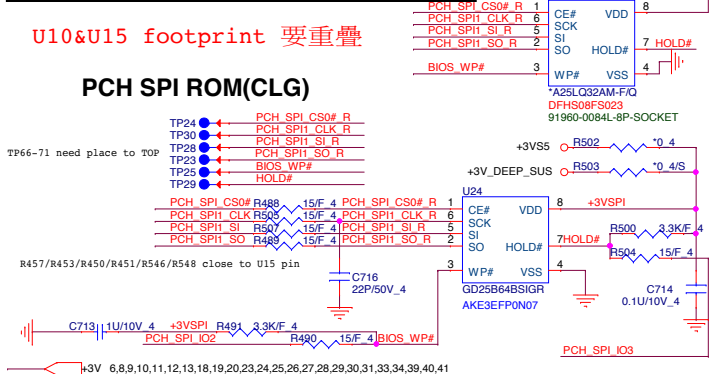 U10&U15 footprint 要重疊
PCH SPI ROM(CLG)
PCH_SPI_CS0#_R 1 CE# VDD 8
PCH_SPI1_CLK_R 6 SCK
PCH_SPI1_SI_R 5 SI
PCH_SPI1_SO_R 2 SO HOLD# 7 HOLD#
BIOS_WP# 3 WP# VSS 4
*A25LQ32AM-F/Q
DFHS08FS023
91960-0084L-8P-SOCKET
TP24 PCH_SPI_CS0#_R
TP30 PCH_SPI1_CLK_R
TP28 PCH_SPI1_SI_R
TP23 PCH_SPI1_SO_R
TP25 BIOS_WP#
TP29 HOLD#
TP66-71 need place to TOP
+3VS5 R502 *0_4
+3V_DEEP_SUS R503 *0_4/S
U24
PCH_SPI_CS0# R488 15/F_4 PCH_SPI_CS0#_R 1 CE# VDD 8 +3VSPI
PCH_SPI1_CLK R505 15/F_4 PCH_SPI1_CLK_R 6 SCK
PCH_SPI1_SI R507 15/F_4 PCH_SPI1_SI_R 5 SI
PCH_SPI1_SO R489 15/F_4 PCH_SPI1_SO_R 2 SO HOLD# 7 HOLD#
R500 3.3K/F_4
R504 15/F_4
3 WP# VSS 4
R457/R453/R450/R451/R546/R548 close to U15 pin
C716
22P/50V_4
GD25B64BSIGR
AKE3EFP0N07
C714
0.1U/10V_4
C713 1U/10V_4 +3VSPI R491 3.3K/F_4
PCH_SPI_IO2 R490 15/F_4 BIOS_WP#
PCH_SPI_IO3
+3V 6,8,9,10,11,12,13,18,19,20,23,24,25,26,27,28,29,30,31,33,34,39,40,41